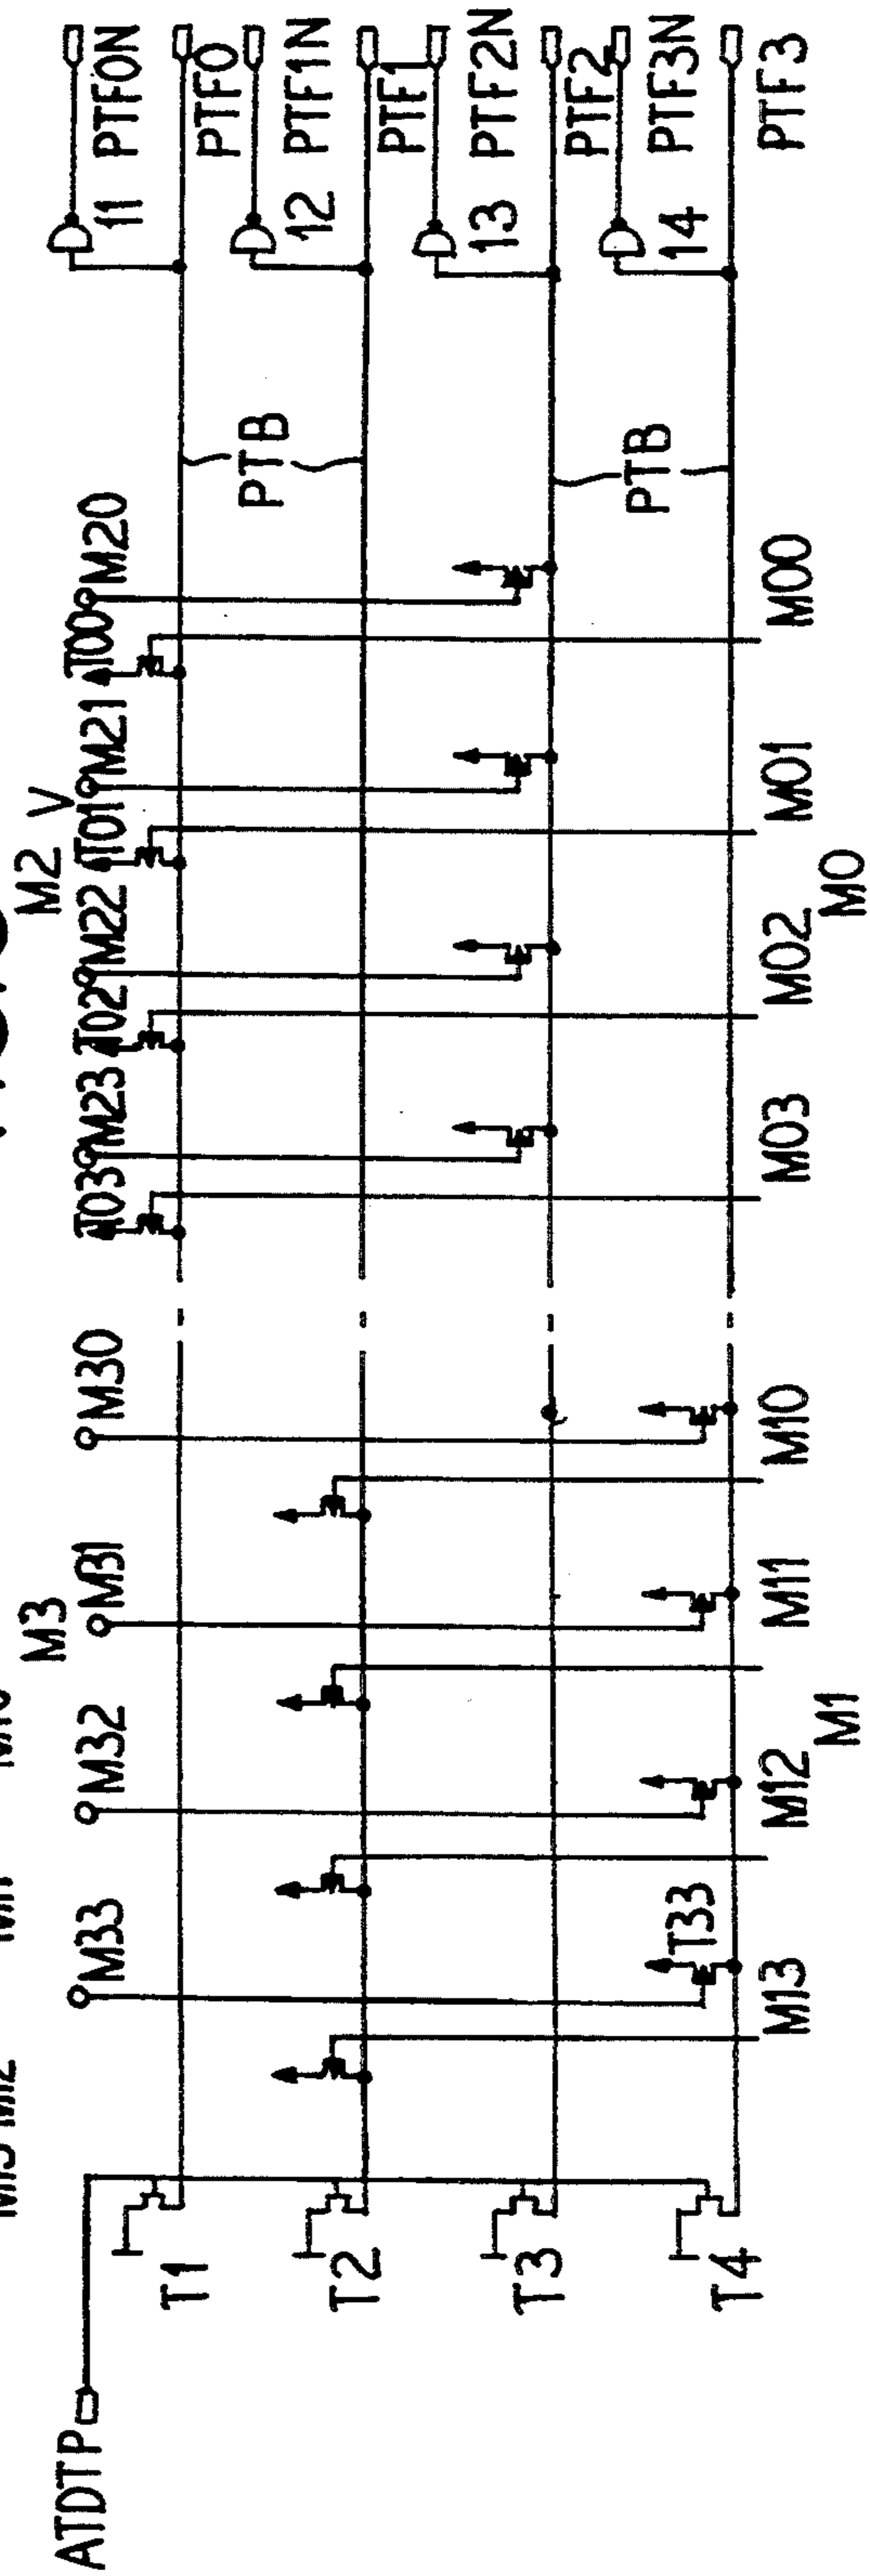 M3
M2
V
M33
M32
M31
M30
T03
M23
T02
M22
T01
M21
T00
M20
11
PTF0N
PTF0
12
PTF1N
PTB
PTF1
13
PTF2N
PTF2
14
PTF3N
PTB
PTF3
ATDTP
T1
T2
T3
T4
T33
M13
M12
M11
M10
M03
M02
M01
M00
M1
M0